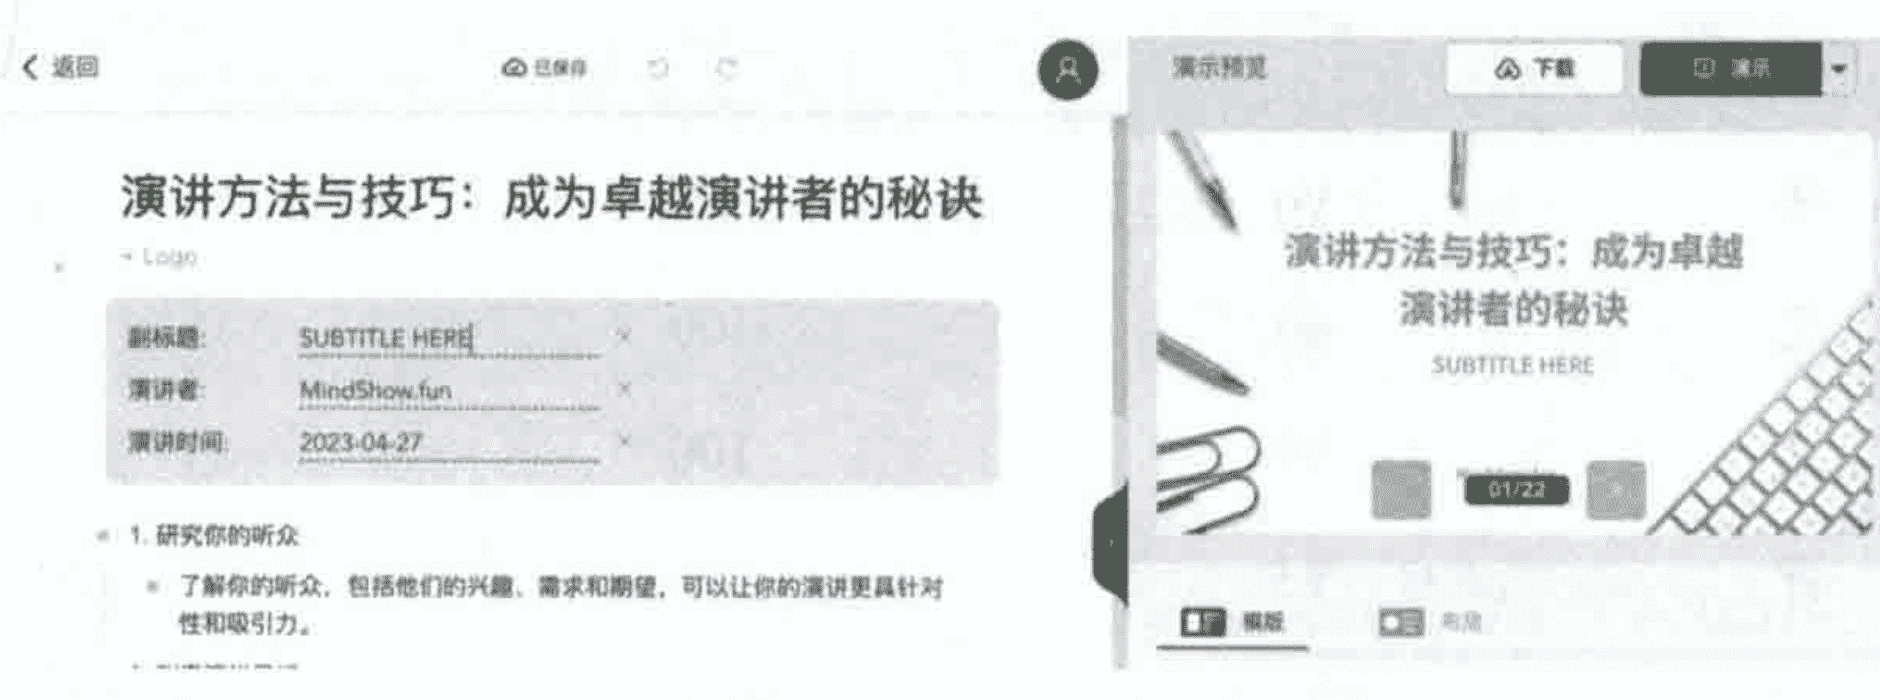 返回
已保存
演讲方法与技巧：成为卓越演讲者的秘诀
Logo
副标题: SUBTITLE HERE
演讲者: MindShow.fun
演讲时间: 2023-04-27
1. 研究你的听众
了解你的听众，包括他们的兴趣、需求和期望，可以让你的演讲更具针对
性和吸引力。
演示预览
下载
演示
演讲方法与技巧：成为卓越
演讲者的秘诀
SUBTITLE HERE
01/22
模版
布局